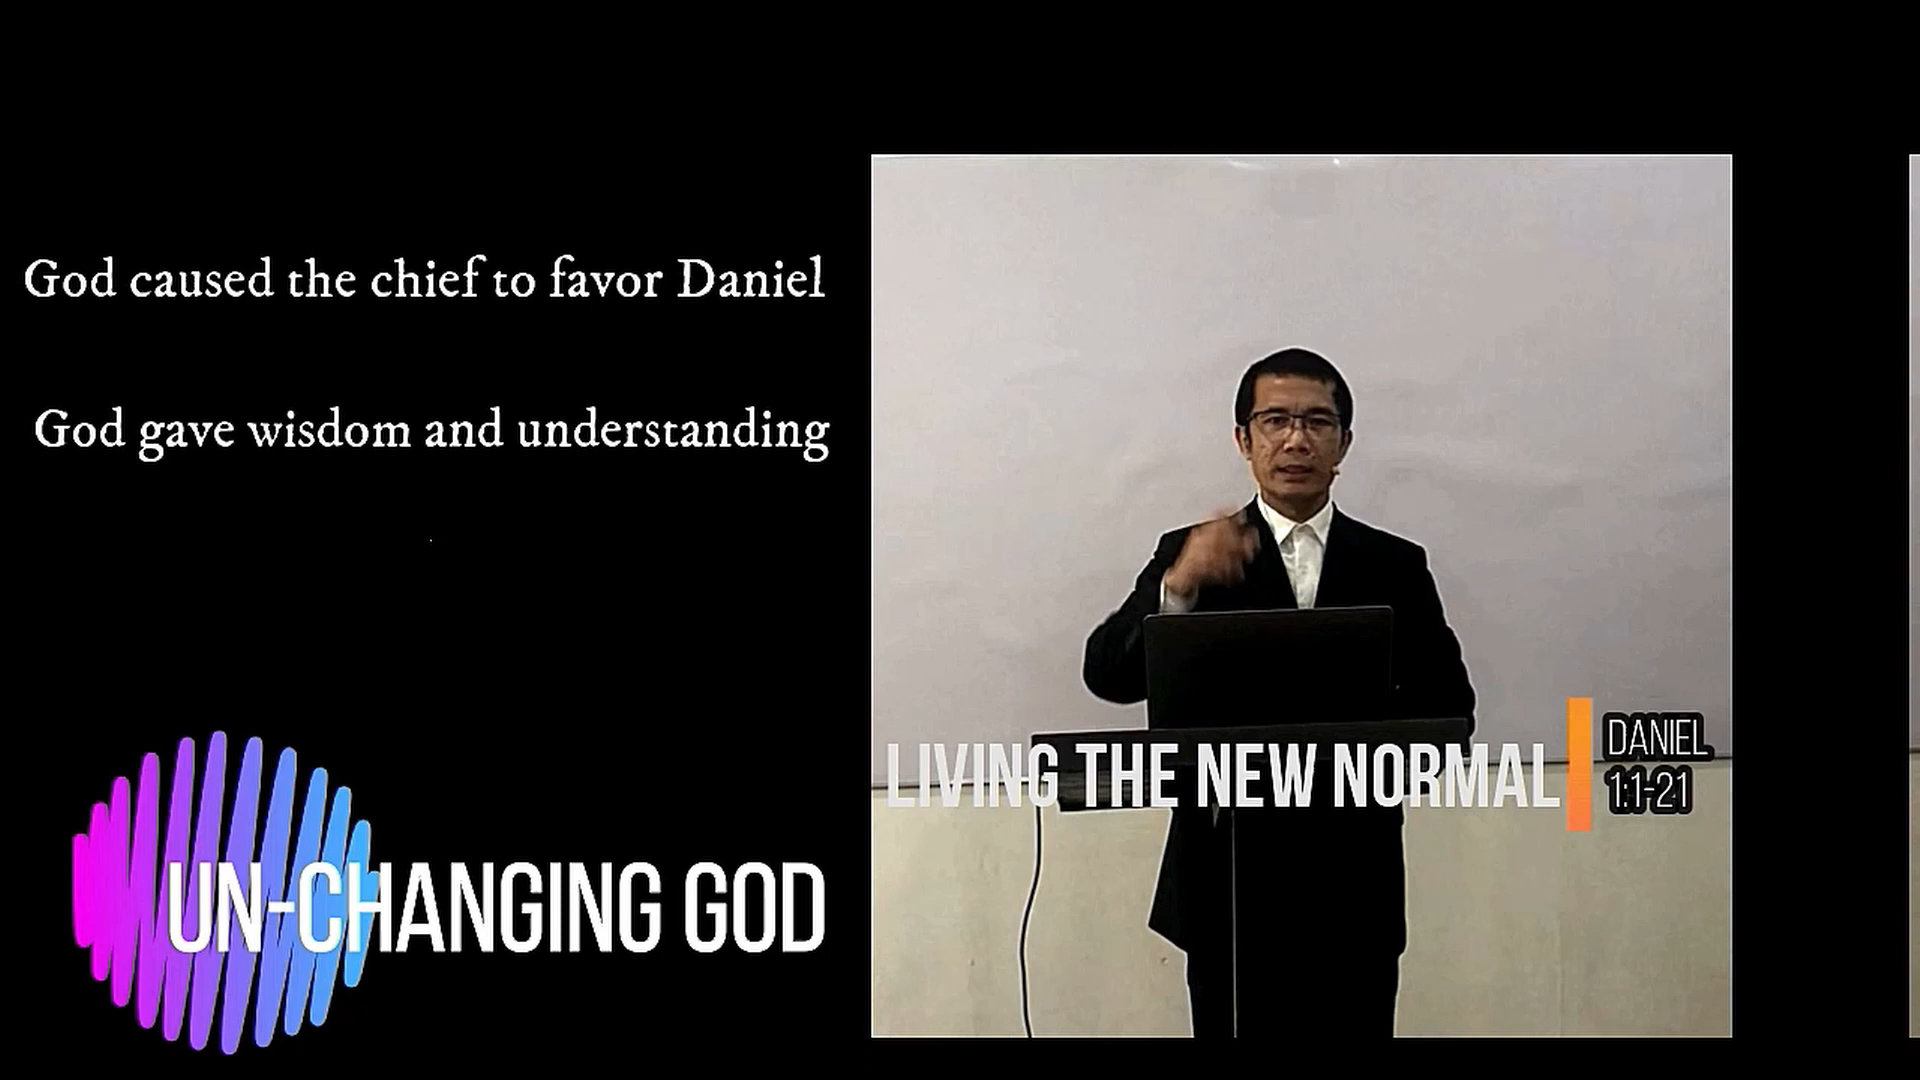 God caused the chief to favor Daniel
God gave wisdom and understanding
UN-CHANGING GOD
LIVING THE NEW NORMAL
DANIEL
1:1-21